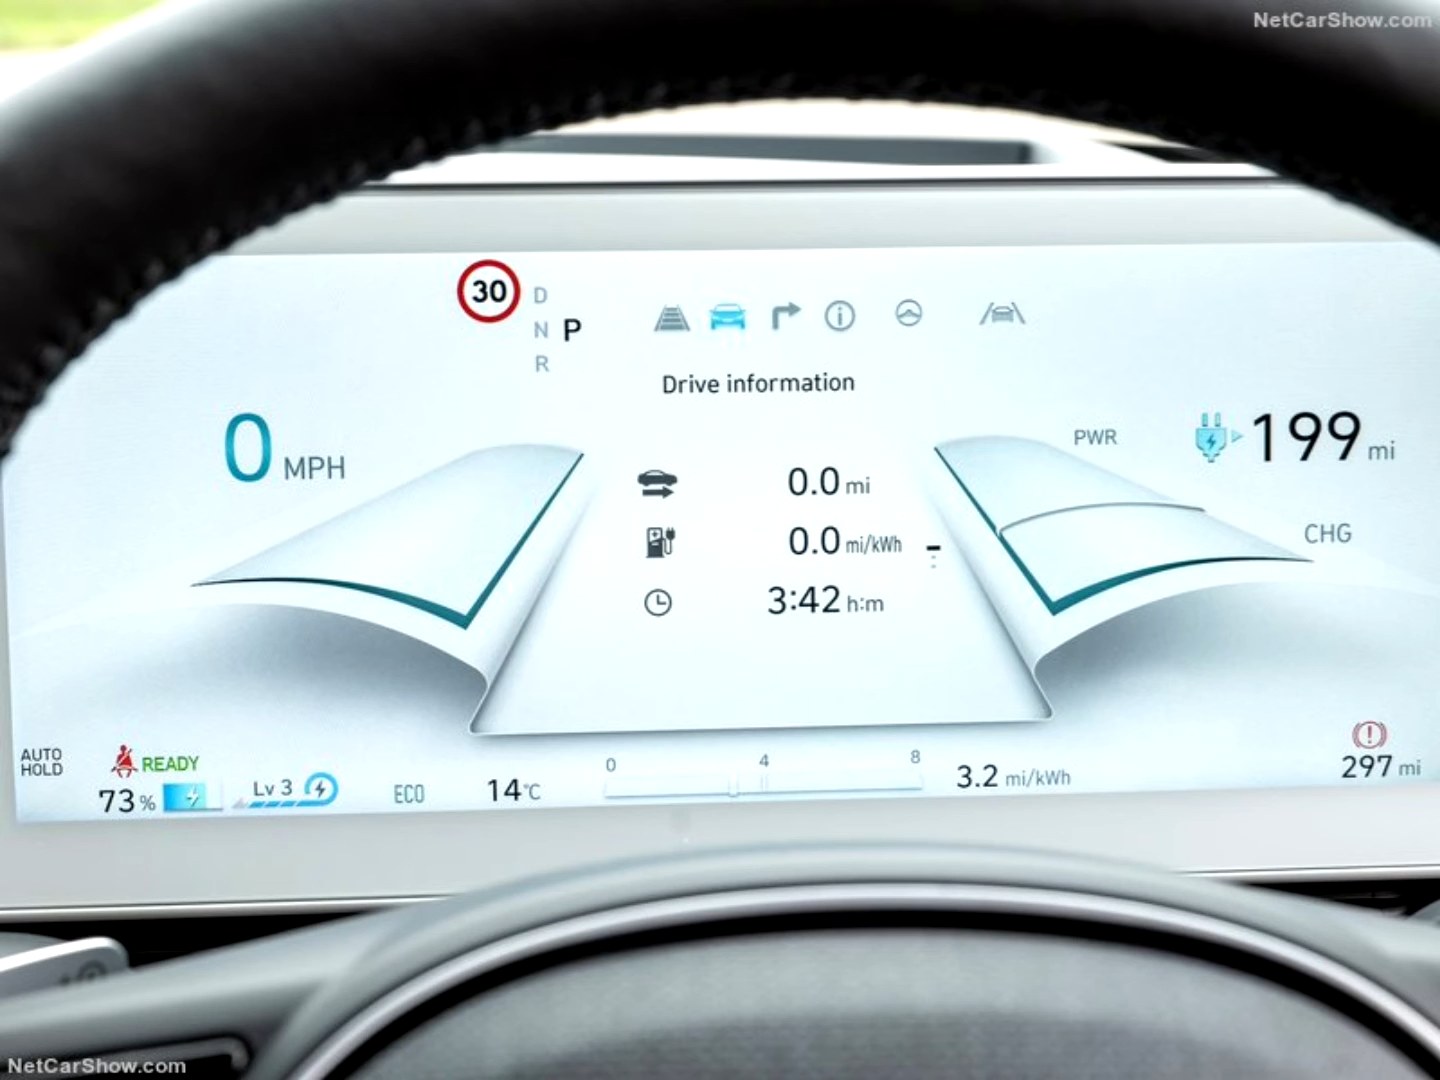 NetCarShow.com
30
D
N P
R
Drive information
0 MPH
PWR
199 mi
0.0 mi
CHG
0.0 mi/kWh
3:42 h:m
AUTO
HOLD
READY
0 4 8
73 %
Lv 3
ECO
14°C
3.2 mi/kWh
297 mi
NetCarShow.com